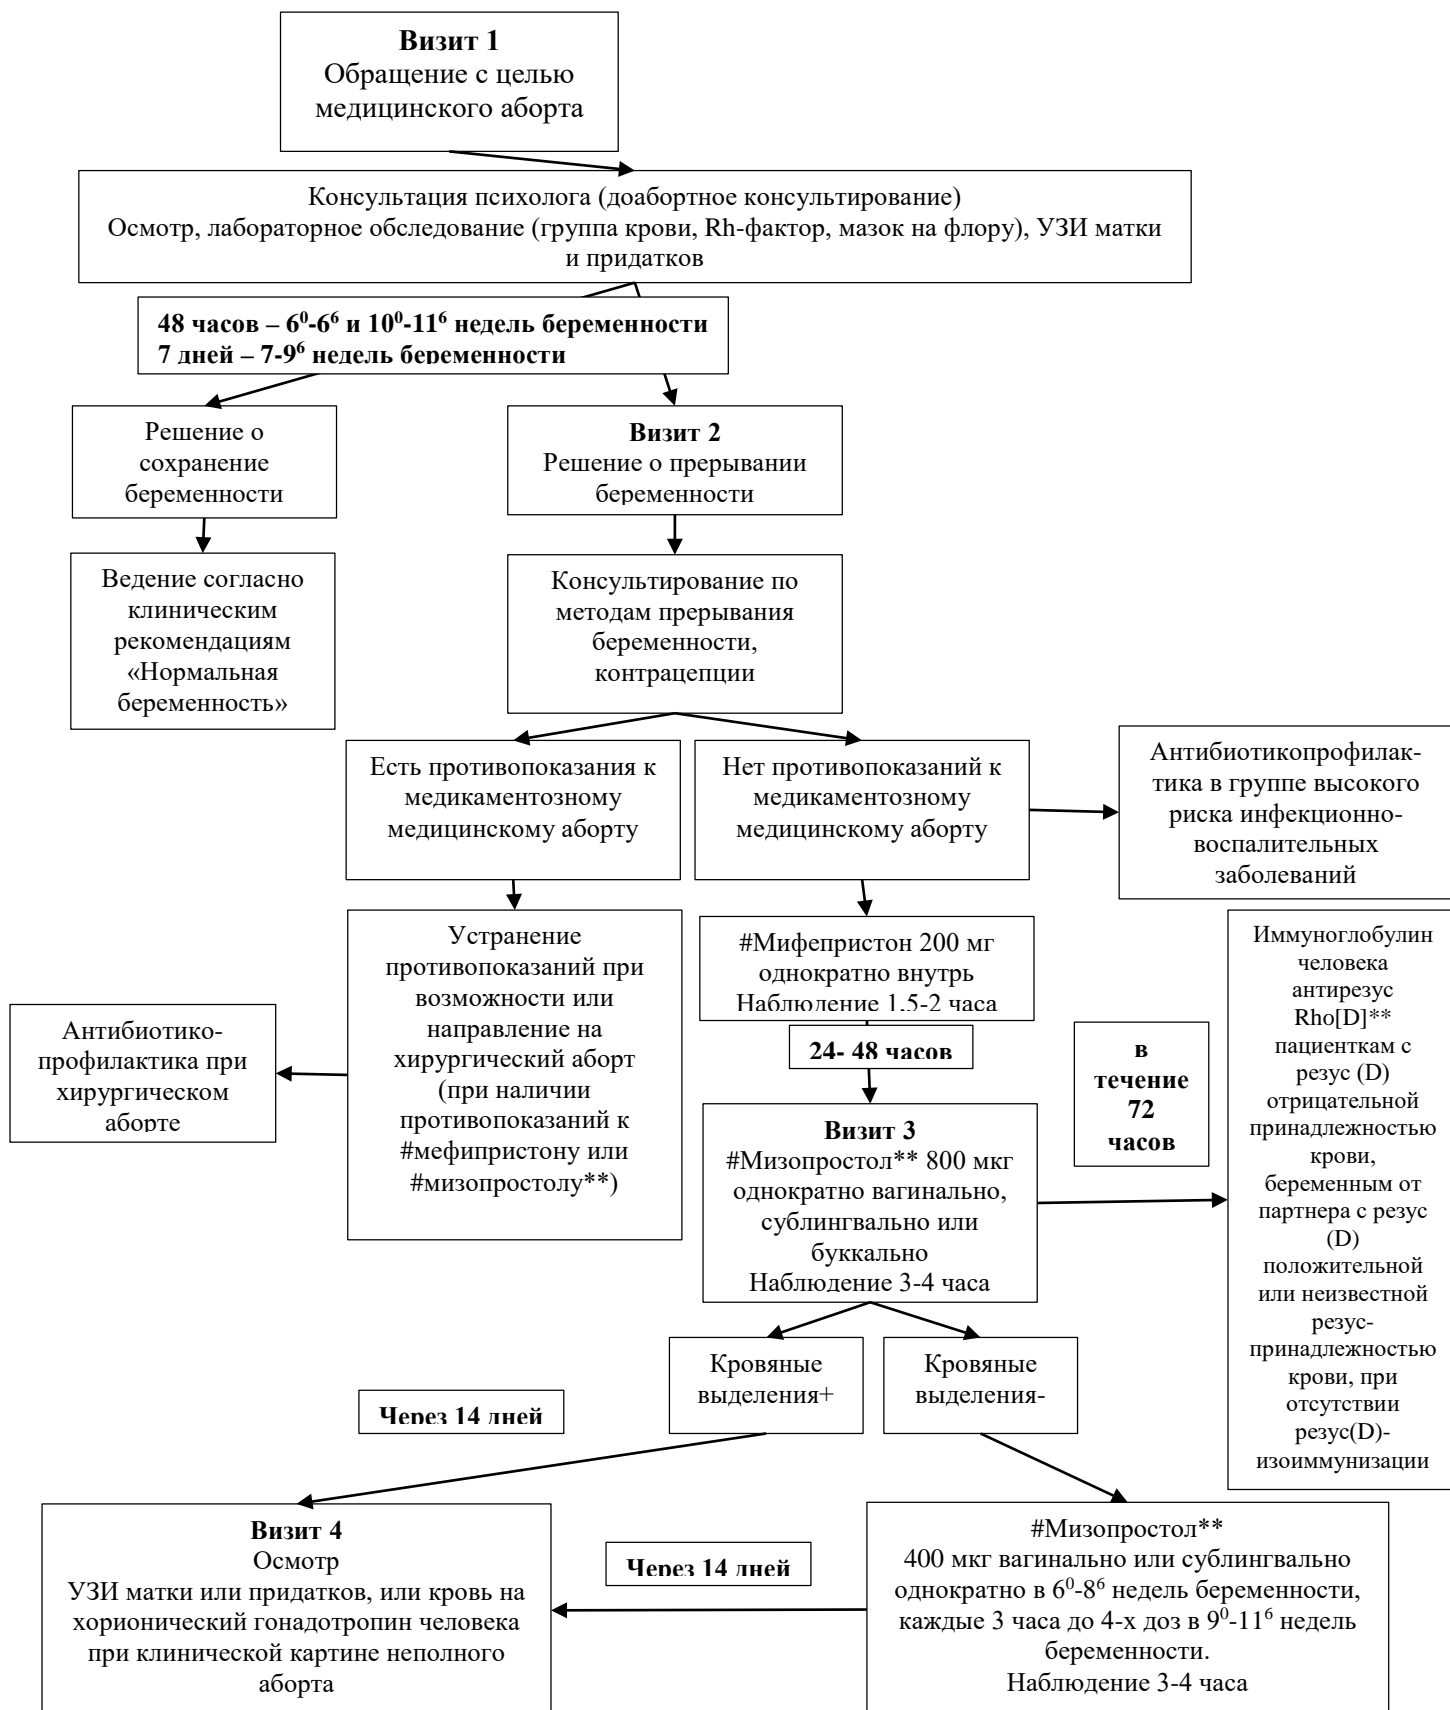 Визит 1
Обращение с целью
медицинского аборта
Консультация психолога (доабортное консультирование)
Осмотр, лабораторное обследование (группа крови, Rh-фактор, мазок на флору), УЗИ матки
и придатков
48 часов – 6⁰-6⁶ и 10⁰-11⁶ недель беременности
7 дней – 7-9⁶ недель беременности
Решение о
сохранение
беременности
Визит 2
Решение о прерывании
беременности
Ведение согласно
клиническим
рекомендациям
«Нормальная
беременность»
Консультирование по
методам прерывания
беременности,
контрацепции
Есть противопоказания к
медикаментозному
медицинскому аборту
Нет противопоказаний к
медикаментозному
медицинскому аборту
Антибиотикопрофилак-
тика в группе высокого
риска инфекционно-
воспалительных
заболеваний
Устранение
противопоказаний при
возможности или
направление на
хирургический аборт
(при наличии
противопоказаний к
#мефипристону или
#мизопростолу**)
Антибиотико-
профилактика при
хирургическом
аборте
#Мифепристон 200 мг
однократно внутрь
Наблюдение 1,5-2 часа
24- 48 часов
Визит 3
#Мизопростол** 800 мкг
однократно вагинально,
сублингвально или
буккально
Наблюдение 3-4 часа
в
течение
72
часов
Иммуноглобулин
человека
антирезус
Rho[D]**
пациенткам с
резус (D)
отрицательной
принадлежностью
крови,
беременным от
партнера с резус
(D)
положительной
или неизвестной
резус-
принадлежностью
крови, при
отсутствии
резус(D)-
изоиммунизации
Кровяные
выделения+
Кровяные
выделения-
Через 14 дней
Визит 4
Осмотр
УЗИ матки или придатков, или кровь на
хорионический гонадотропин человека
при клинической картине неполного
аборта
Через 14 дней
#Мизопростол**
400 мкг вагинально или сублингвально
однократно в 6⁰-8⁶ недель беременности,
каждые 3 часа до 4-х доз в 9⁰-11⁶ недель
беременности.
Наблюдение 3-4 часа